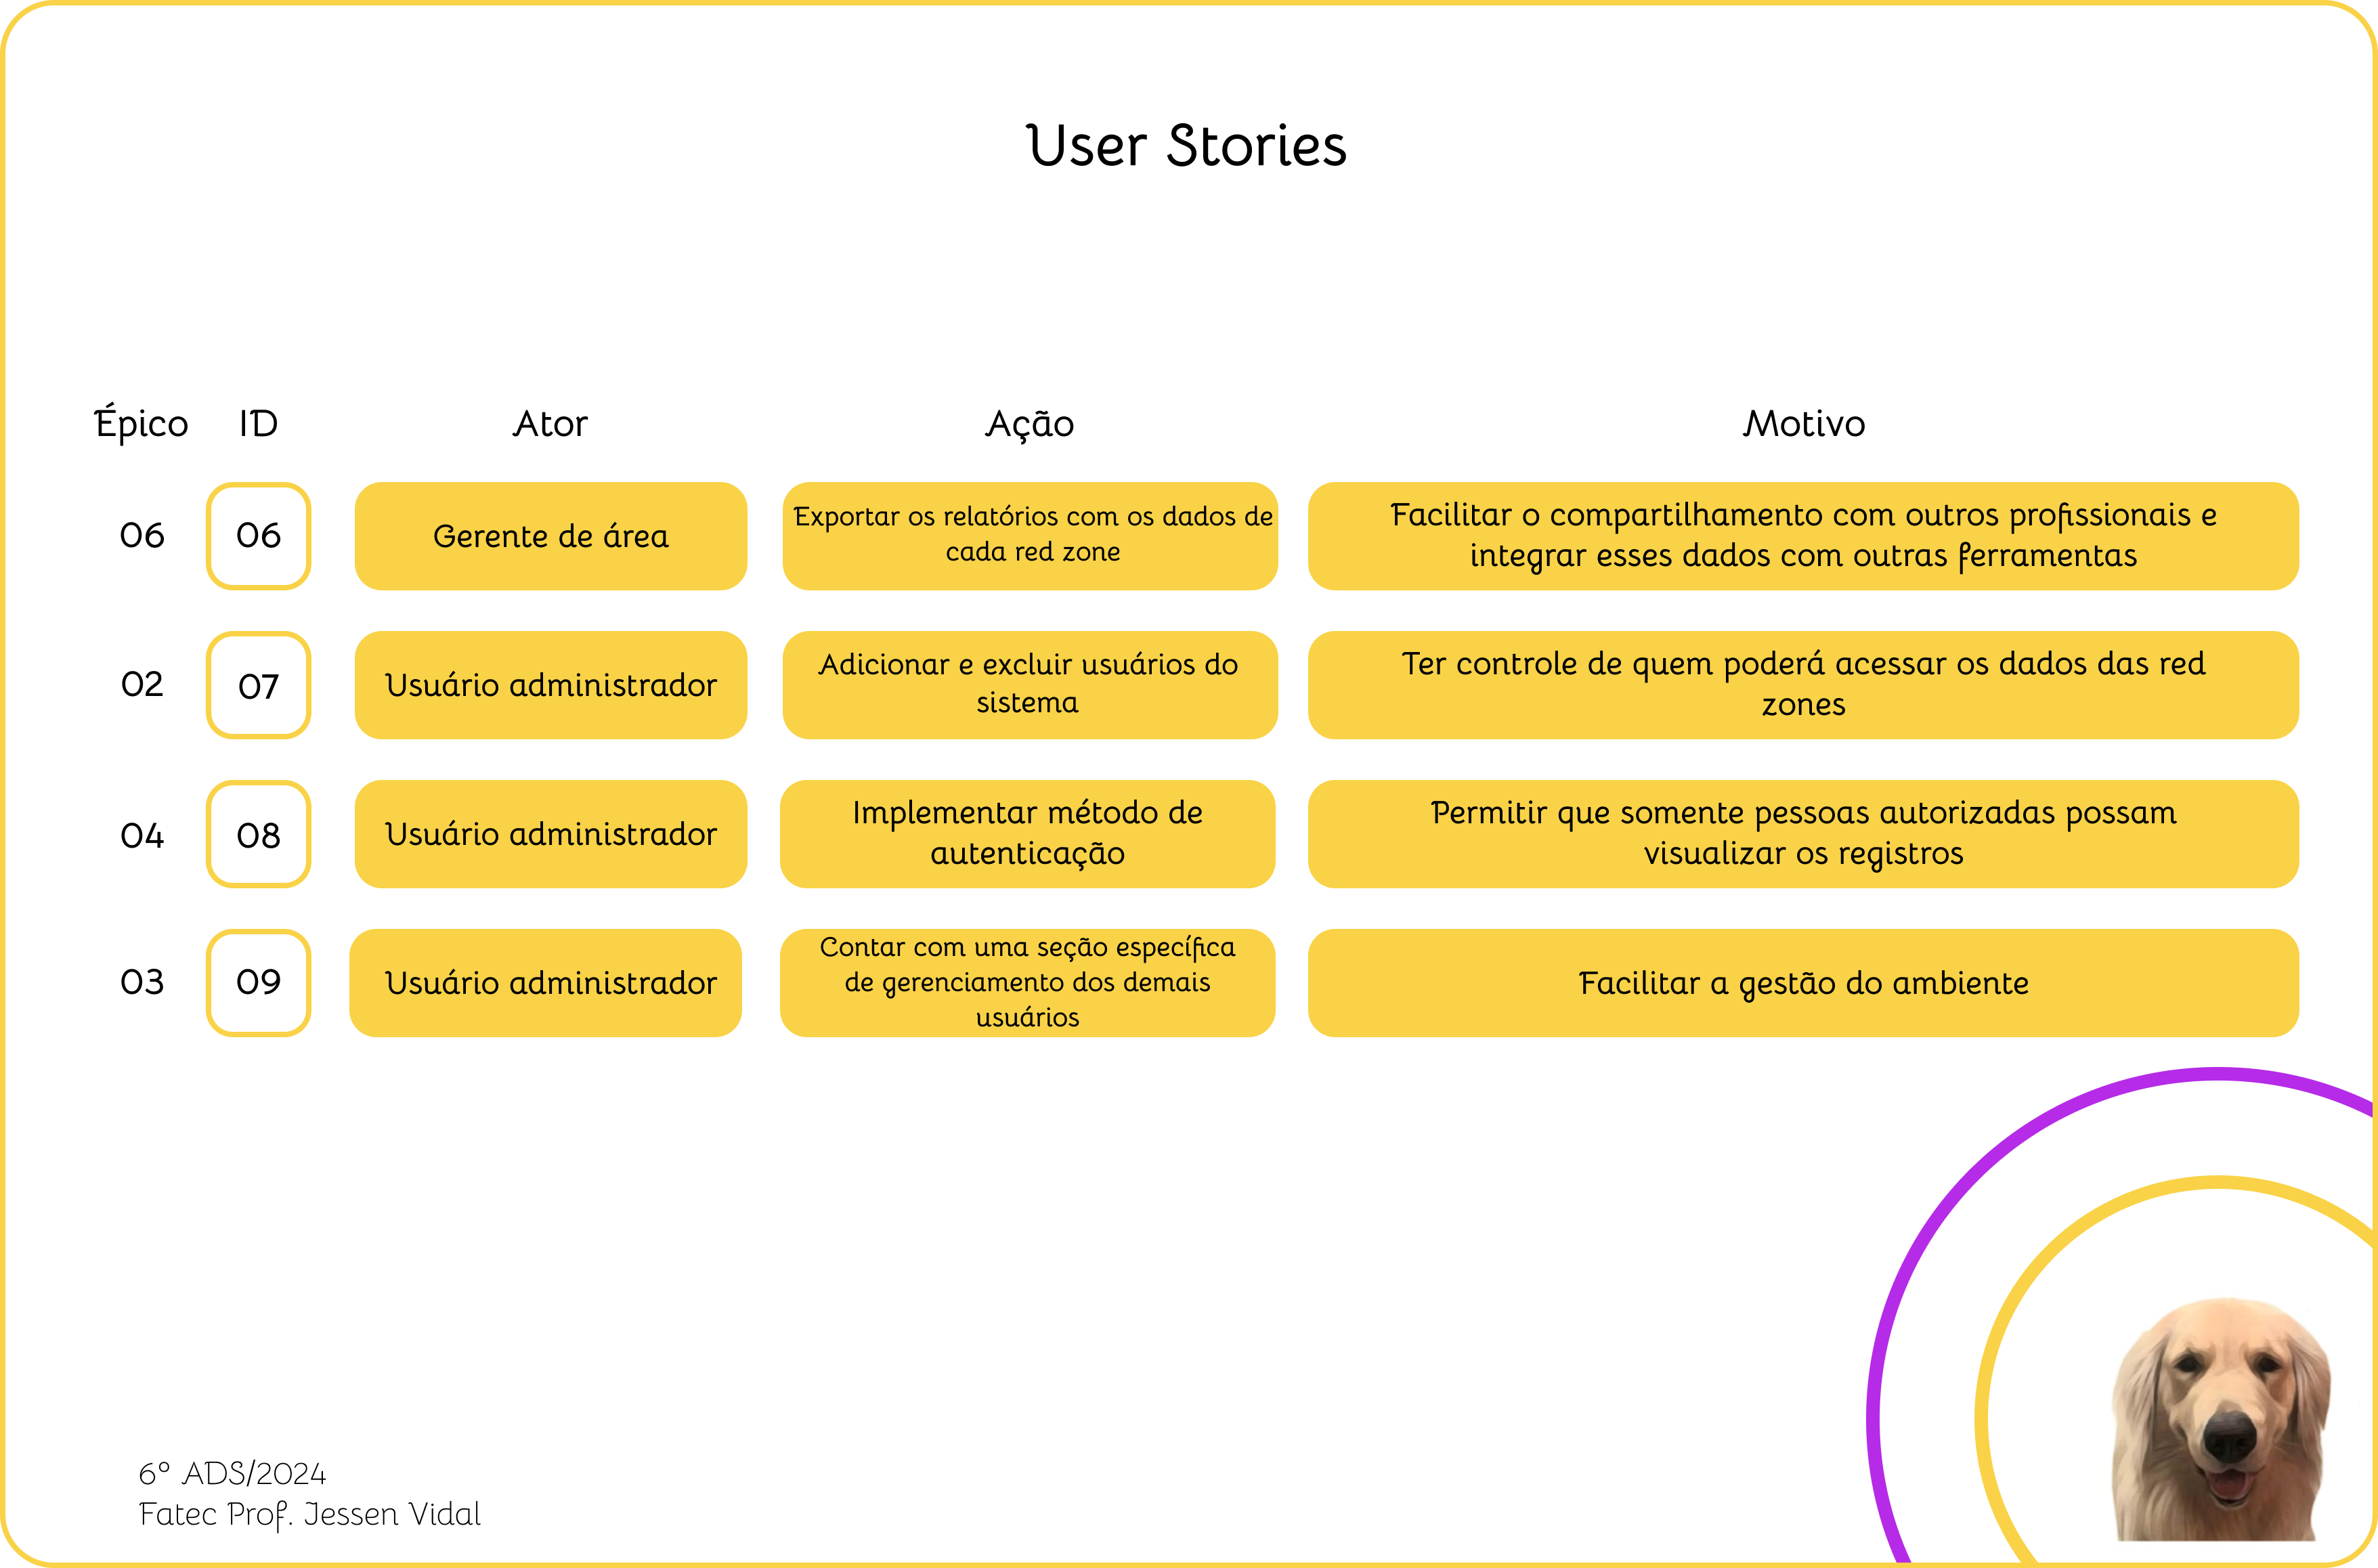 User Stories
Épico ID Ator Ação Motivo
06 06 Gerente de área
Exportar os relatórios com os dados de
cada red zone
Facilitar o compartilhamento com outros profissionais e
integrar esses dados com outras ferramentas
02 07 Usuário administrador
Adicionar e excluir usuários do
sistema
Ter controle de quem poderá acessar os dados das red
zones
04 08 Usuário administrador
Implementar método de
autenticação
Permitir que somente pessoas autorizadas possam
visualizar os registros
03 09 Usuário administrador
Contar com uma seção específica
de gerenciamento dos demais
usuários
Facilitar a gestão do ambiente
6º ADS/2024
Fatec Prof. Jessen Vidal